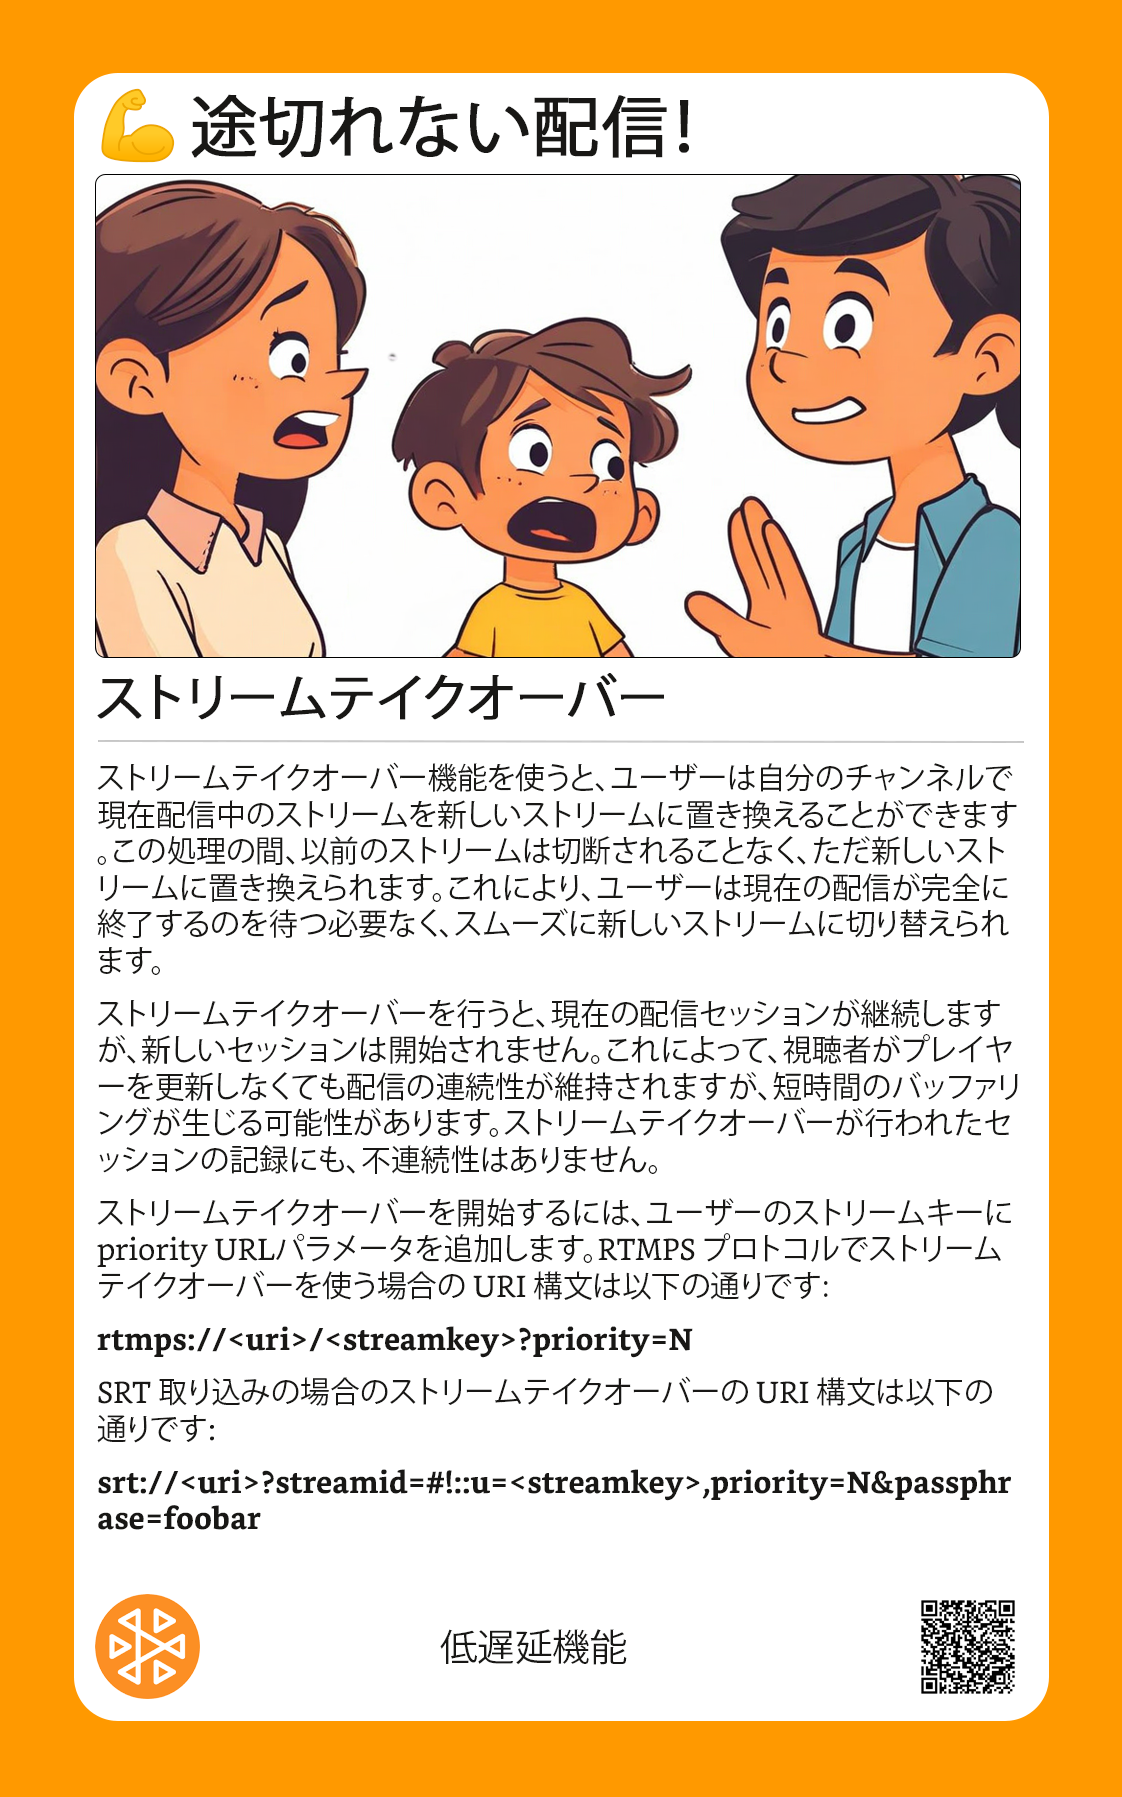 💪 途切れない配信!
ストリームテイクオーバー
ストリームテイクオーバー機能を使うと、ユーザーは自分のチャンネルで
現在配信中のストリームを新しいストリームに置き換えることができます
。この処理の間、以前のストリームは切断されることなく、ただ新しいスト
リームに置き換えられます。これにより、ユーザーは現在の配信が完全に
終了するのを待つ必要なく、スムーズに新しいストリームに切り替えられ
ます。
ストリームテイクオーバーを行うと、現在の配信セッションが継続します
が、新しいセッションは開始されません。これによって、視聴者がプレイヤ
ーを更新しなくても配信の連続性が維持されますが、短時間のバッファリ
ングが生じる可能性があります。ストリームテイクオーバーが行われたセ
ッションの記録にも、不連続性はありません。
ストリームテイクオーバーを開始するには、ユーザーのストリームキーに
priority URLパラメータを追加します。RTMPS プロトコルでストリーム
テイクオーバーを使う場合の URI 構文は以下の通りです:
rtmps://<uri>/<streamkey>?priority=N
SRT 取り込みの場合のストリームテイクオーバーの URI 構文は以下の
通りです:
srt://<uri>?streamid=#!::u=<streamkey>,priority=N&passphr
ase=foobar
低遅延機能